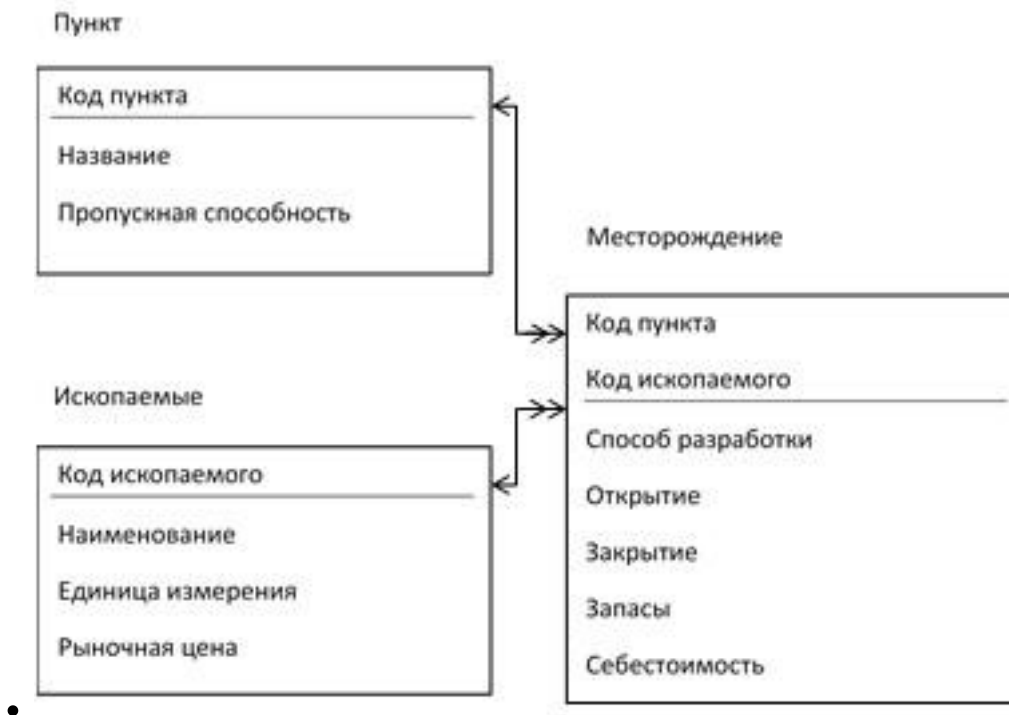 Пункт
Код пункта
Название
Пропускная способность
Месторождение
Код пункта
Код ископаемого
Способ разработки
Открытие
Закрытие
Запасы
Себестоимость
Ископаемые
Код ископаемого
Наименование
Единица измерения
Рыночная цена